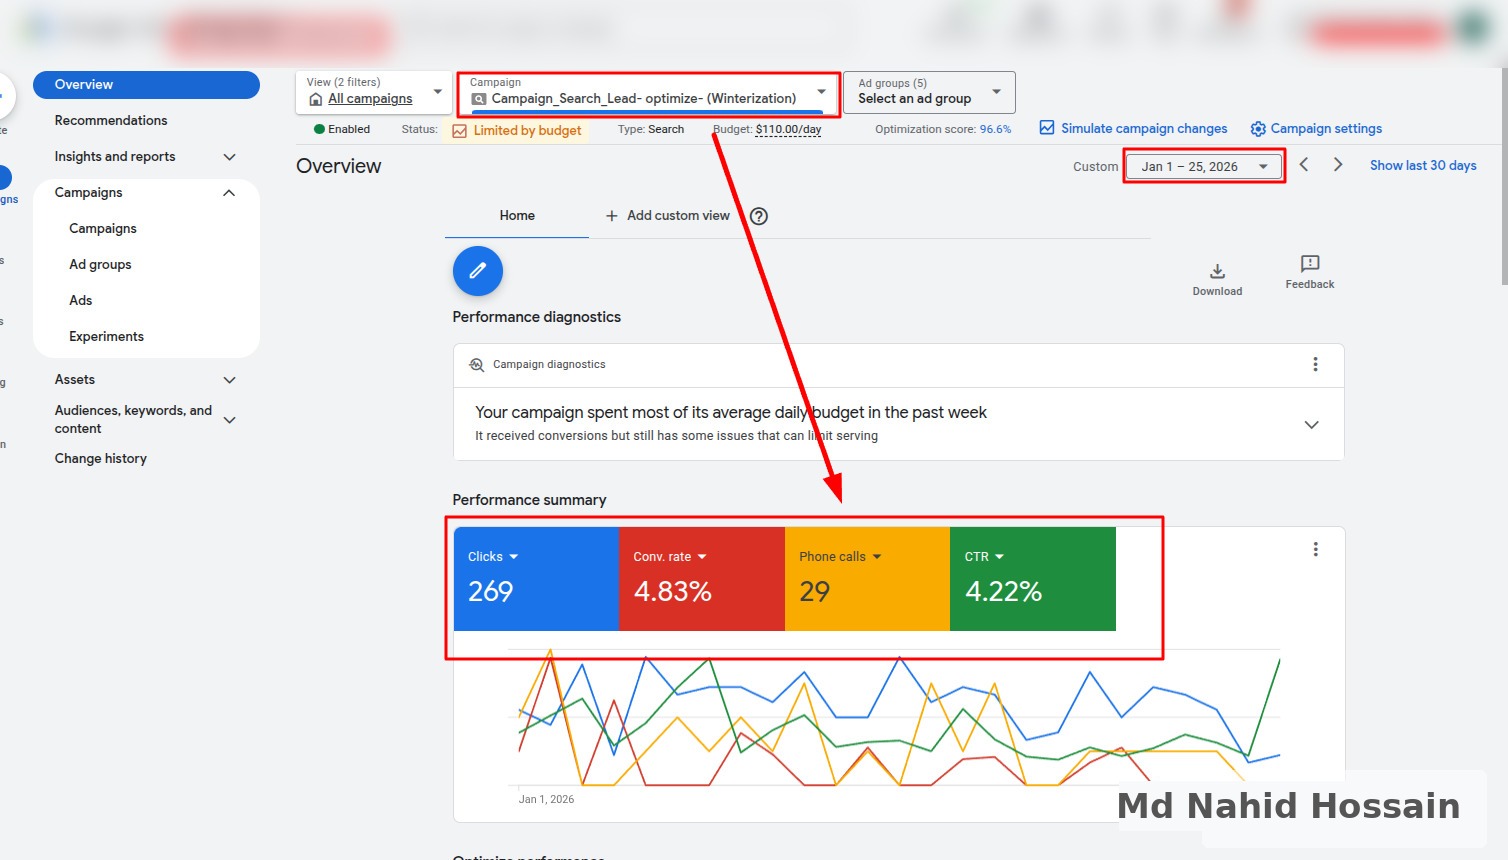 View (2 filters)
All campaigns
Campaign
Campaign_Search_Lead- optimize- (Winterization)
Ad groups (5)
Select an ad group
Enabled
Status:
Limited by budget
Type: Search
Budget: $110.00/day
Optimization score: 96.6%
Simulate campaign changes
Campaign settings
Overview
Recommendations
Insights and reports
Campaigns
Campaigns
Ad groups
Ads
Experiments
Assets
Audiences, keywords, and
content
Change history
gns
Overview
Custom
Jan 1 – 25, 2026
Show last 30 days
Home
Add custom view
Download
Feedback
Performance diagnostics
Campaign diagnostics
Your campaign spent most of its average daily budget in the past week
It received conversions but still has some issues that can limit serving
Performance summary
Clicks
269
Conv. rate
4.83%
Phone calls
29
CTR
4.22%
Jan 1, 2026
Md Nahid Hossain
Optimize performance